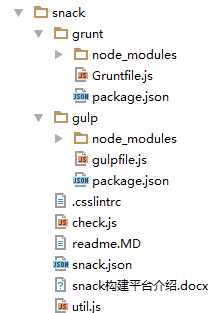 snack
grunt
node_modules
Gruntfile.js
package.json
gulp
node_modules
gulpfile.js
package.json
.csslintrc
check.js
readme.MD
snack.json
snack构建平台介绍.docx
util.js